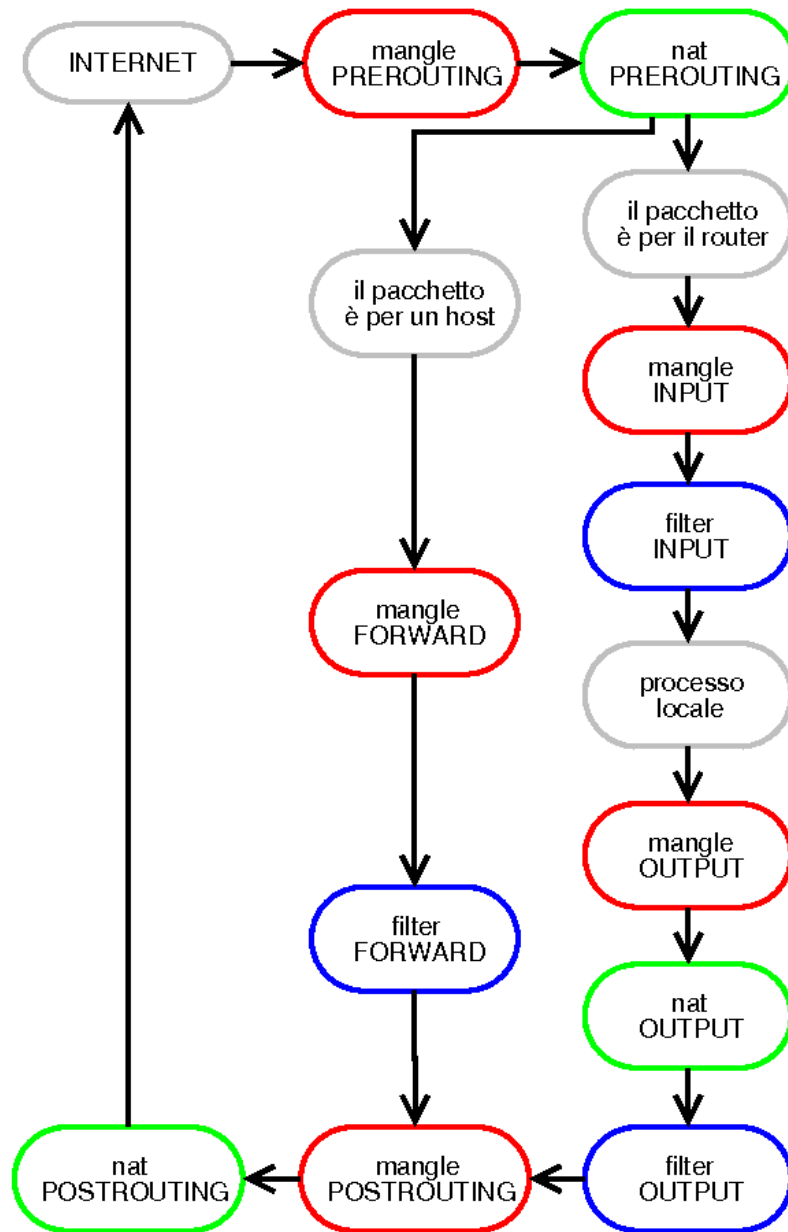 INTERNET
mangle
PREROUTING
nat
PREROUTING
il pacchetto
è per il router
il pacchetto
è per un host
mangle
INPUT
filter
INPUT
mangle
FORWARD
processo
locale
mangle
OUTPUT
filter
FORWARD
nat
OUTPUT
nat
POSTROUTING
mangle
POSTROUTING
filter
OUTPUT